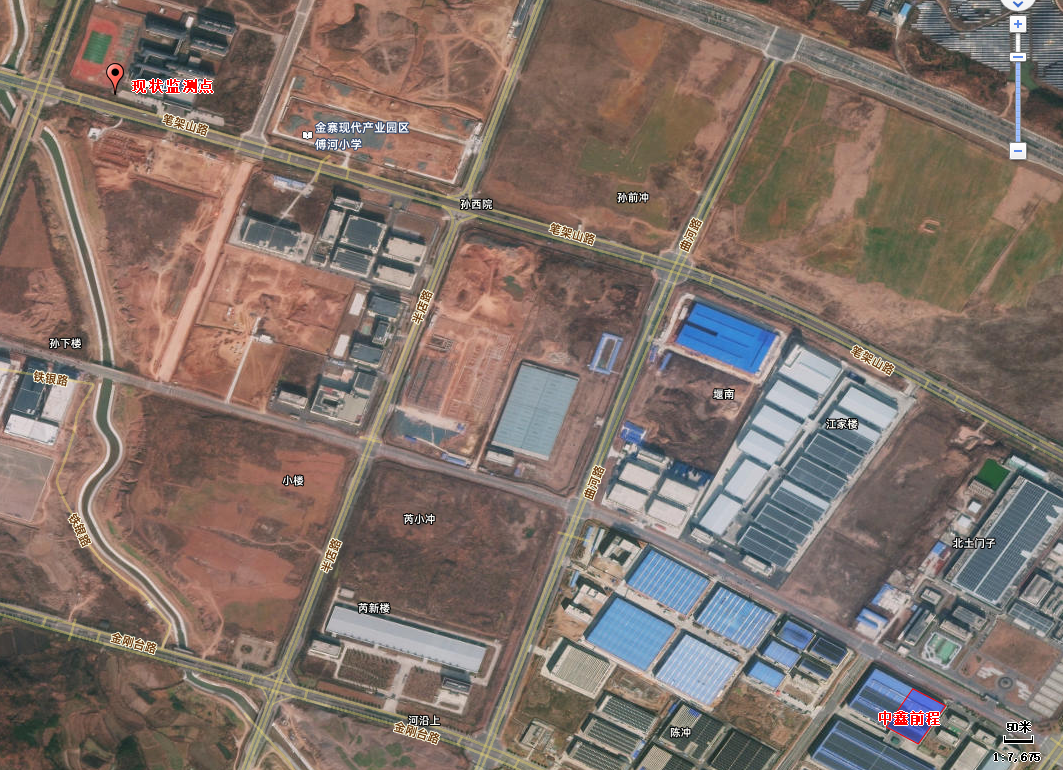 现状监测点
笔架山路
金寨现代产业园区
傅河小学
孙西院
孙前冲
笔架山路
曲河路
半店路
孙下楼
铁银路
笔架山路
堰南
江家楼
小楼
曲河路
芮小冲
铁银路
半店路
北土门子
芮新楼
金刚台路
河沿上
金刚台路
陈冲
中鑫前程
50米
1:7,675